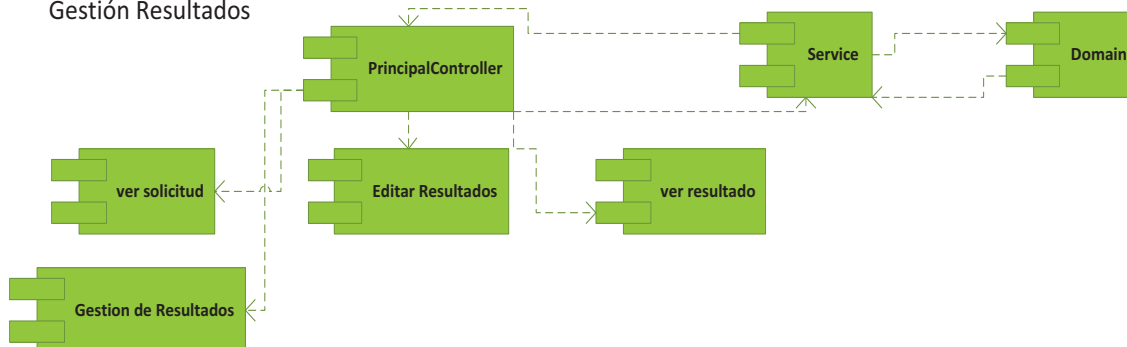 Gestión Resultados
PrincipalController
Service
Domain
ver solicitud
Editar Resultados
ver resultado
Gestion de Resultados